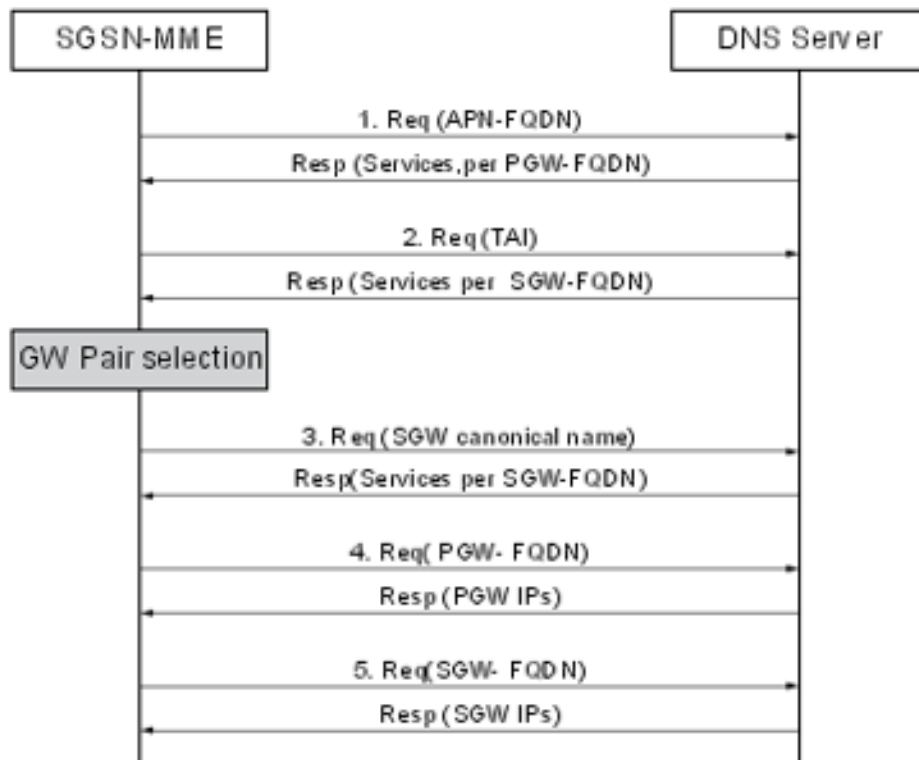 SGSN-MME
DNS Server
1. Req (APN-FQDN)
Resp (Services,per PGW-FQDN)
2. Req (TAI)
Resp (Services per SGW-FQDN)
GW Pair selection
3. Req (SGW canonical name)
Resp(Services per SGW-FQDN)
4. Req( PGW- FQDN)
Resp (PGW IPs)
5. Req(SGW- FQDN)
Resp (SGW IPs)